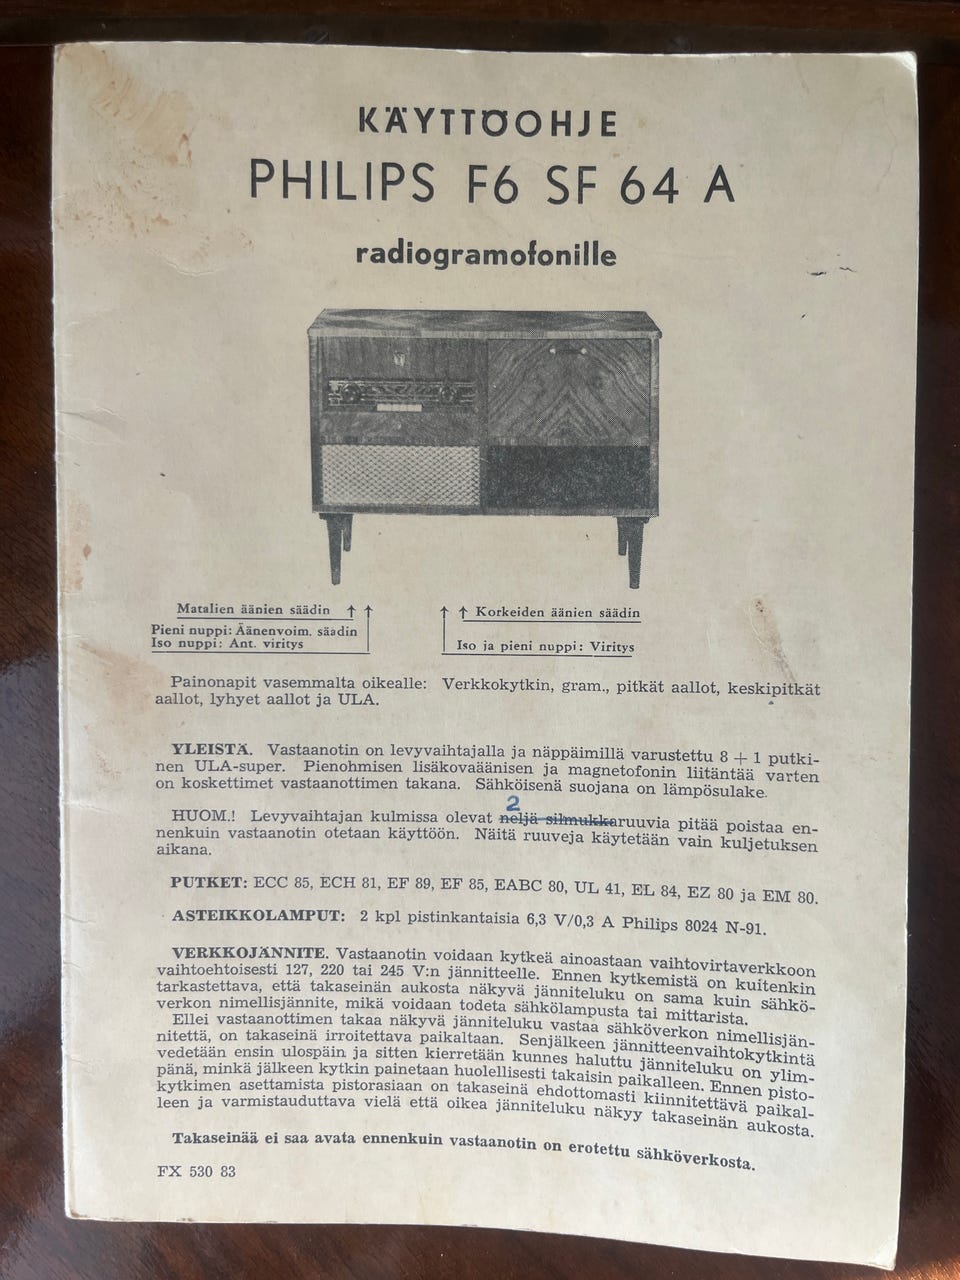 KÄYTTÖOHJE
PHILIPS F6 SF 64 A
radiogramofonille
Matalien äänien säädin ↑ ↑
Pieni nuppi: Äänenvoim. säädin
Iso nuppi: Ant. viritys
↑ ↑ Korkeiden äänien säädin
Iso ja pieni nuppi: Viritys
Painonapit vasemmalta oikealle: Verkkokytkin, gram., pitkät aallot, keskipitkät
aallot, lyhyet aallot ja ULA.
YLEISTÄ. Vastaanotin on levyvaihtajalla ja näppäimillä varustettu 8 + 1 putki-
nen ULA-super. Pienohmisen lisäkovaäänisen ja magnetofonin liitäntää varten
on koskettimet vastaanottimen takana. Sähköisenä suojana on lämpösulake.
2
HUOM.! Levyvaihtajan kulmissa olevat neljä silmukkaruuvia pitää poistaa en-
nenkuin vastaanotin otetaan käyttöön. Näitä ruuveja käytetään vain kuljetuksen
aikana.
PUTKET: ECC 85, ECH 81, EF 89, EF 85, EABC 80, UL 41, EL 84, EZ 80 ja EM 80.
ASTEIKKOLAMPUT: 2 kpl pistinkantaisia 6,3 V/0,3 A Philips 8024 N-91.
VERKKOJÄNNITE. Vastaanotin voidaan kytkeä ainoastaan vaihtovirtaverkkoon
vaihtoehtoisesti 127, 220 tai 245 V:n jännitteelle. Ennen kytkemistä on kuitenkin
tarkastettava, että takaseinän aukosta näkyvä jänniteluku on sama kuin sähkö-
verkon nimellisjännite, mikä voidaan todeta sähkölampusta tai mittarista.
Ellei vastaanottimen takaa näkyvä jänniteluku vastaa sähköverkon nimellisjän-
nitettä, on takaseinä irroitettava paikaltaan. Senjälkeen jännitteenvaihtokytkintä
vedetään ensin ulospäin ja sitten kierretään kunnes haluttu jänniteluku on ylim-
pänä, minkä jälkeen kytkin painetaan huolellisesti takaisin paikalleen. Ennen pisto-
kytkimen asettamista pistorasiaan on takaseinä ehdottomasti kiinnitettävä paikal-
leen ja varmistauduttava vielä että oikea jänniteluku näkyy takaseinän aukosta.
Takaseinää ei saa avata ennenkuin vastaanotin on erotettu sähköverkosta.
FX 530 83